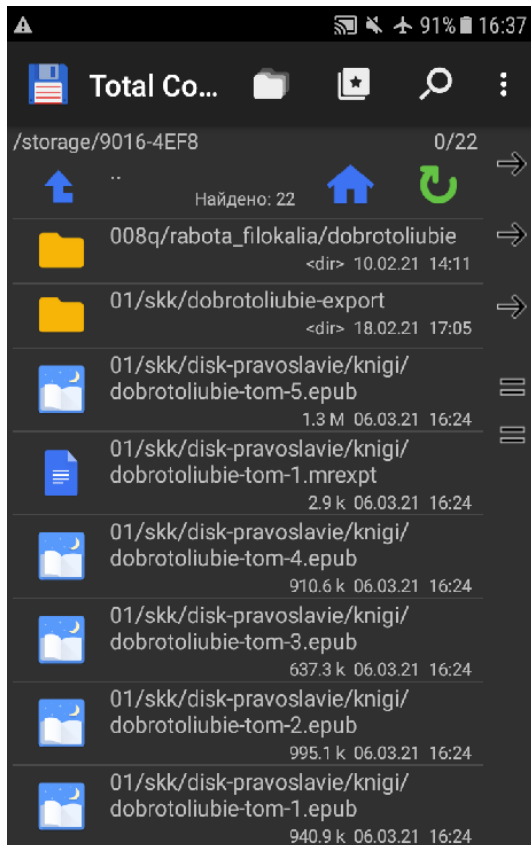 91% 16:37
Total Co...
/storage/9016-4EF8 0/22
..
Найдено: 22
008q/rabota_filokalia/dobrotoliubie
<dir> 10.02.21 14:11
01/skk/dobrotoliubie-export
<dir> 18.02.21 17:05
01/skk/disk-pravoslavie/knigi/
dobrotoliubie-tom-5.epub
1.3 M 06.03.21 16:24
01/skk/disk-pravoslavie/knigi/
dobrotoliubie-tom-1.mrexpt
2.9 k 06.03.21 16:24
01/skk/disk-pravoslavie/knigi/
dobrotoliubie-tom-4.epub
910.6 k 06.03.21 16:24
01/skk/disk-pravoslavie/knigi/
dobrotoliubie-tom-3.epub
637.3 k 06.03.21 16:24
01/skk/disk-pravoslavie/knigi/
dobrotoliubie-tom-2.epub
995.1 k 06.03.21 16:24
01/skk/disk-pravoslavie/knigi/
dobrotoliubie-tom-1.epub
940.9 k 06.03.21 16:24